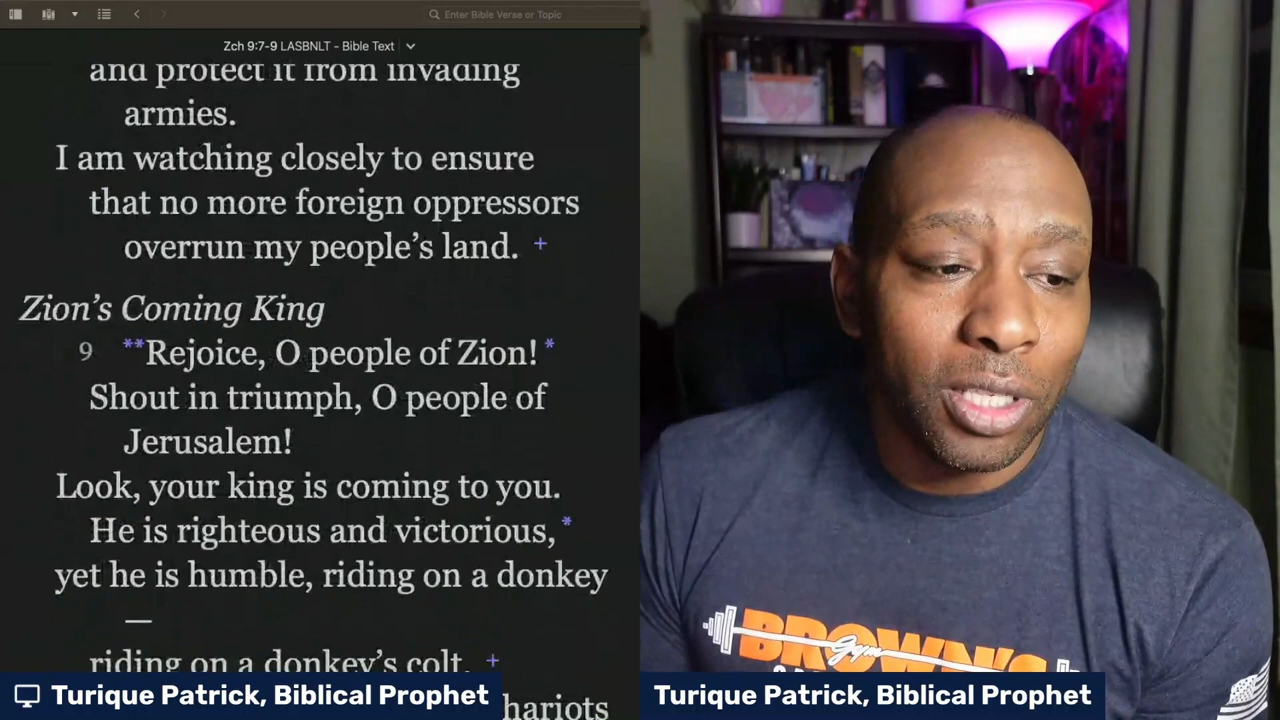 Enter Bible Verse or Topic
Zch 9:7-9 LASBNLT - Bible Text
and protect it from invading
armies.
I am watching closely to ensure
that no more foreign oppressors
overrun my people’s land. +
Zion’s Coming King
9 **Rejoice, O people of Zion! *
Shout in triumph, O people of
Jerusalem!
Look, your king is coming to you.
He is righteous and victorious, *
yet he is humble, riding on a donkey
—
riding on a donkey’s colt. +
hariots
Turique Patrick, Biblical Prophet
Turique Patrick, Biblical Prophet
BROWN'S
Gym